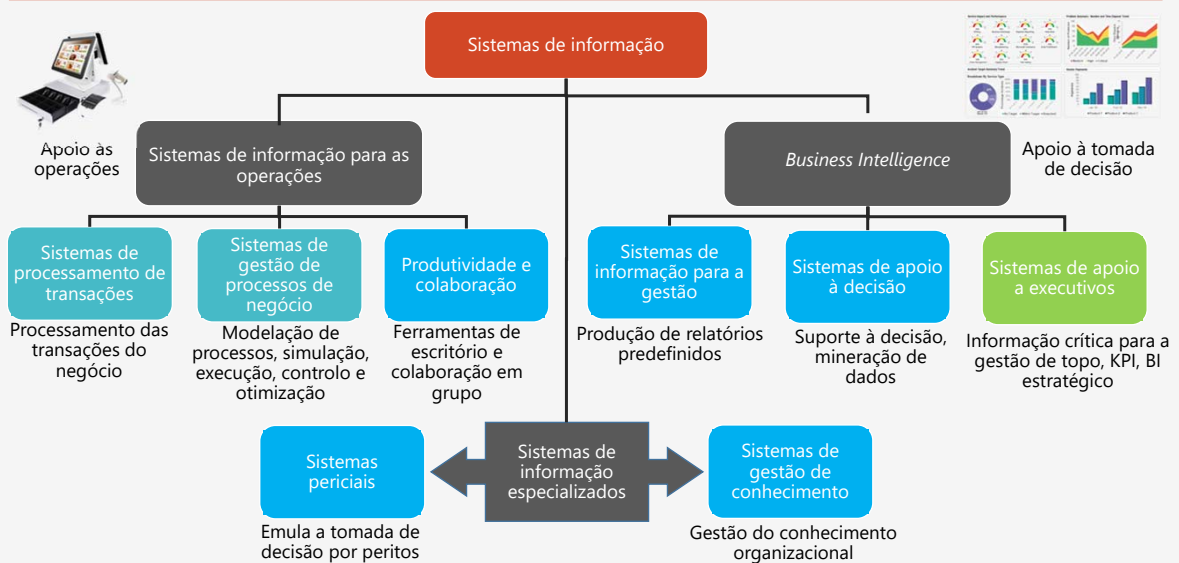 Sistemas de informação
Apoio às
operações
Sistemas de informação para as
operações
Business Intelligence
Apoio à tomada
de decisão
Sistemas de
processamento de
transações
Processamento das
transações do
negócio
Sistemas de
gestão de
processos de
negócio
Modelação de
processos, simulação,
execução, controlo e
otimização
Produtividade e
colaboração
Ferramentas de
escritório e
colaboração em
grupo
Sistemas de
informação para a
gestão
Produção de relatórios
predefinidos
Sistemas de apoio
à decisão
Suporte à decisão,
mineração de
dados
Sistemas de apoio
a executivos
Informação crítica para a
gestão de topo, KPI, BI
estratégico
Sistemas
periciais
Emula a tomada de
decisão por peritos
Sistemas de
informação
especializados
Sistemas de
gestão de
conhecimento
Gestão do conhecimento
organizacional